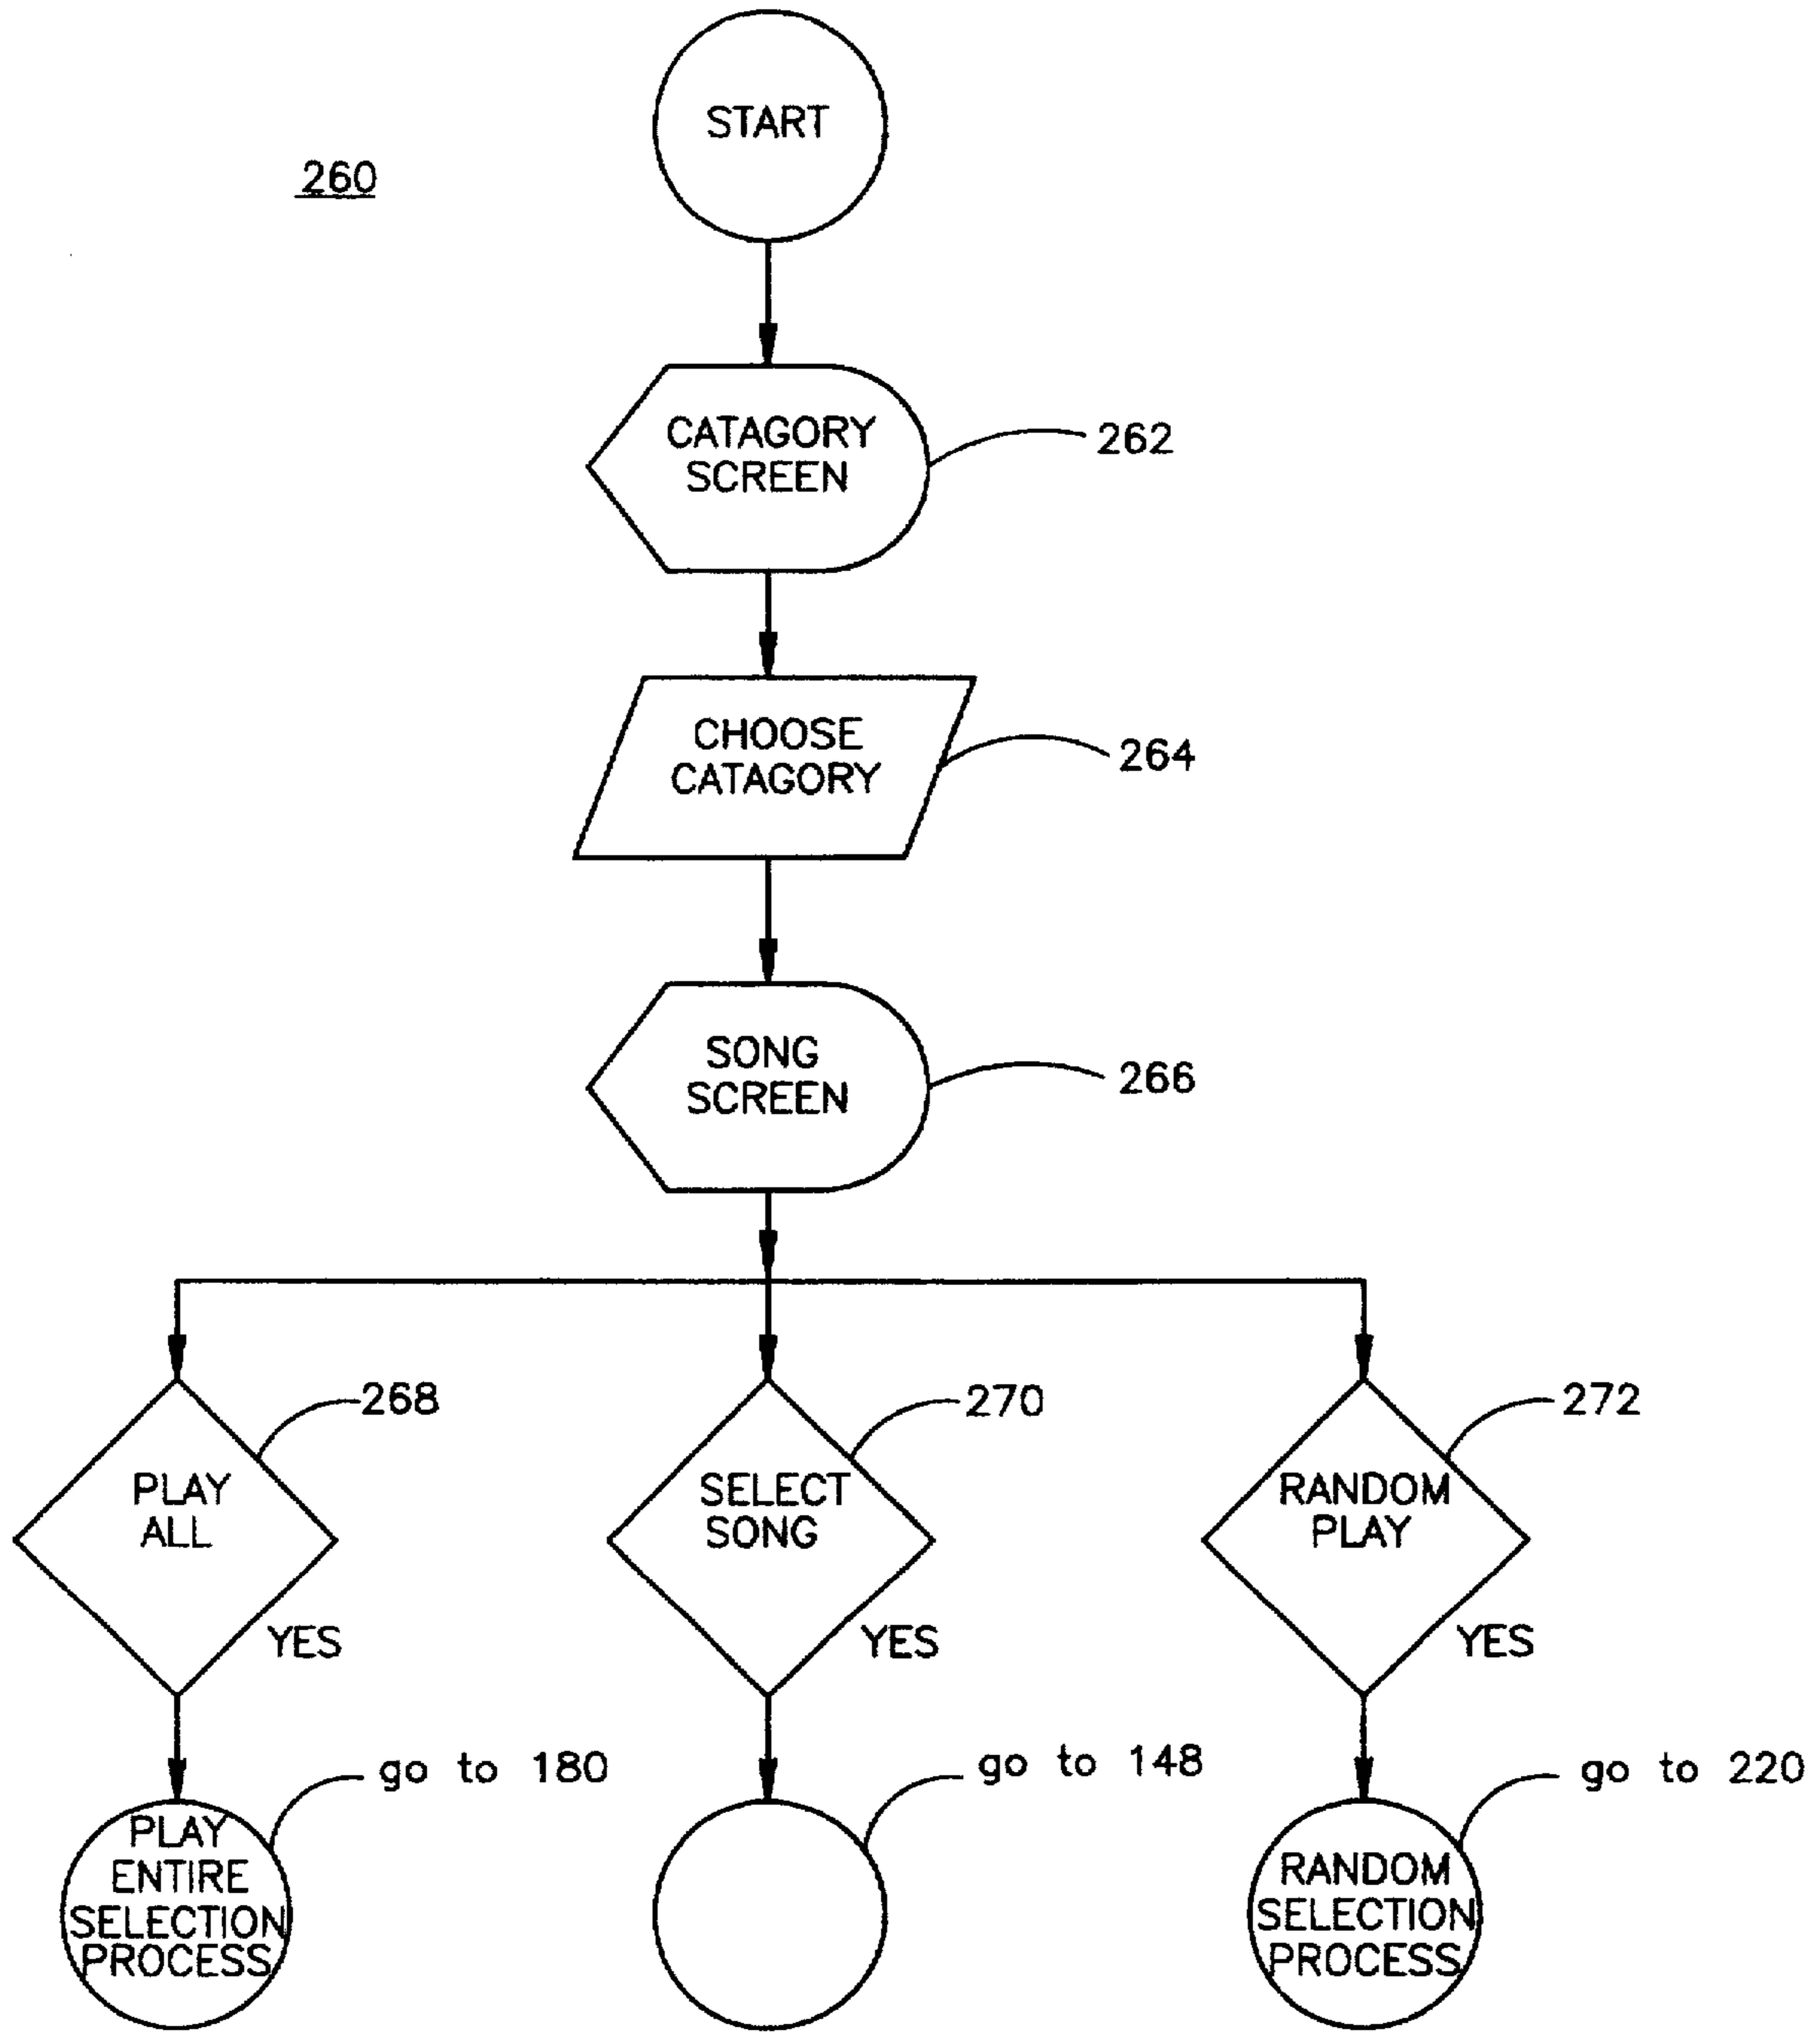 START
260
CATAGORY
SCREEN
262
CHOOSE
CATAGORY
264
SONG
SCREEN
266
268
PLAY
ALL
YES
270
SELECT
SONG
YES
272
RANDOM
PLAY
YES
go to 180
PLAY
ENTIRE
SELECTION
PROCESS
go to 148
go to 220
RANDOM
SELECTION
PROCESS